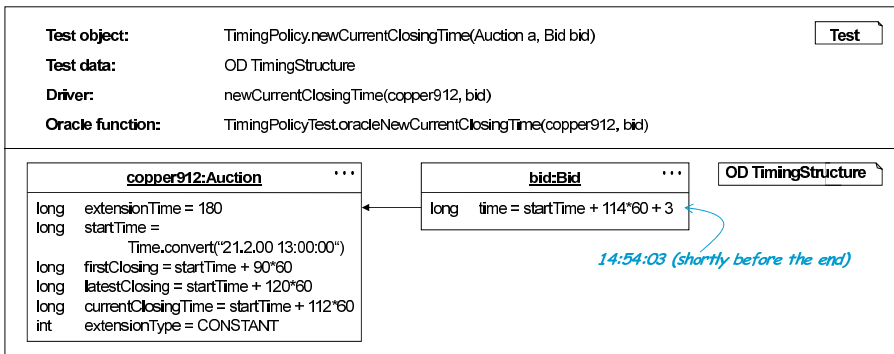 Test object: TimingPolicy.newCurrentClosingTime(Auction a, Bid bid)
Test
Test data: OD TimingStructure
Driver: newCurrentClosingTime(copper912, bid)
Oracle function: TimingPolicyTest.oracleNewCurrentClosingTime(copper912, bid)
copper912:Auction ...
long extensionTime = 180
long startTime =
Time.convert("21.2.00 13:00:00")
long firstClosing = startTime + 90*60
long latestClosing = startTime + 120*60
long currentClosingTime = startTime + 112*60
int extensionType = CONSTANT
bid:Bid ...
long time = startTime + 114*60 + 3
OD TimingStructure
14:54:03 (shortly before the end)